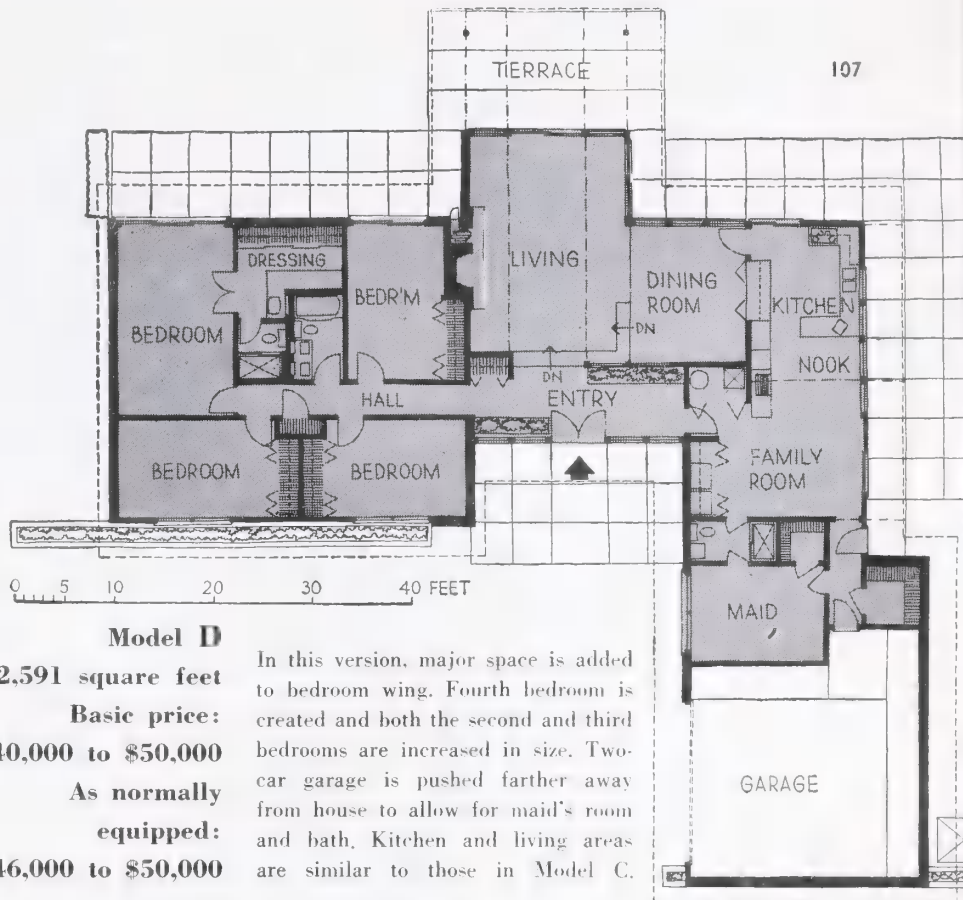 107
TERRACE
LIVING
DRESSING
BEDR'M
BEDROOM
DINING
ROOM
KITCHEN
NOOK
DN
DN
HALL
ENTRY
BEDROOM
BEDROOM
FAMILY
ROOM
MAID
GARAGE
0 5 10 20 30 40 FEET
Model D
2,591 square feet
Basic price:
40,000 to $50,000
As normally
equipped:
46,000 to $50,000
In this version, major space is added
to bedroom wing. Fourth bedroom is
created and both the second and third
bedrooms are increased in size. Two-
car garage is pushed farther away
from house to allow for maid's room
and bath. Kitchen and living areas
are similar to those in Model C.